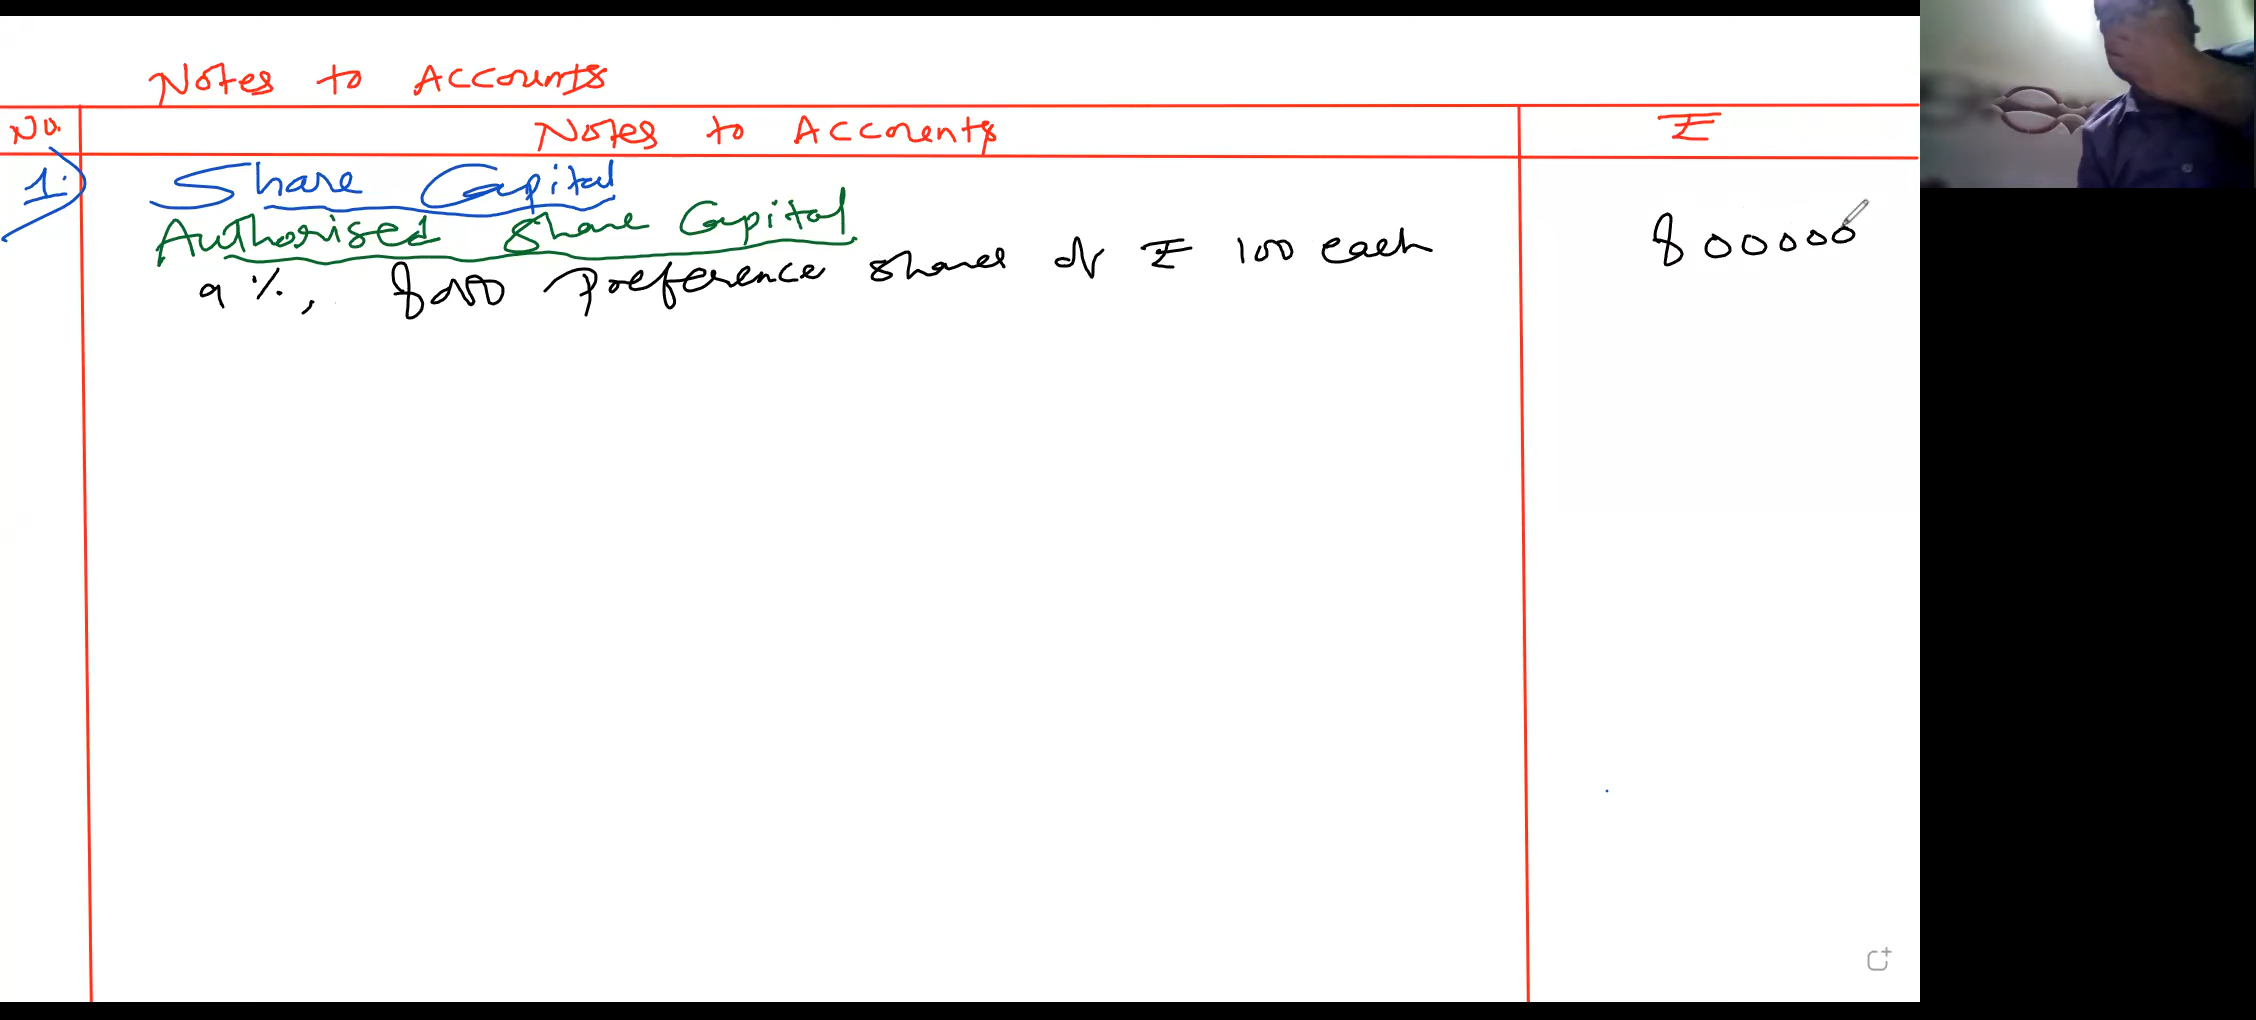 Notes to Accounts
No. Notes to Accounts ₹
1. Share Capital
Authorised Share Capital
9%, 8000 Preference shares of ₹ 100 each 800000